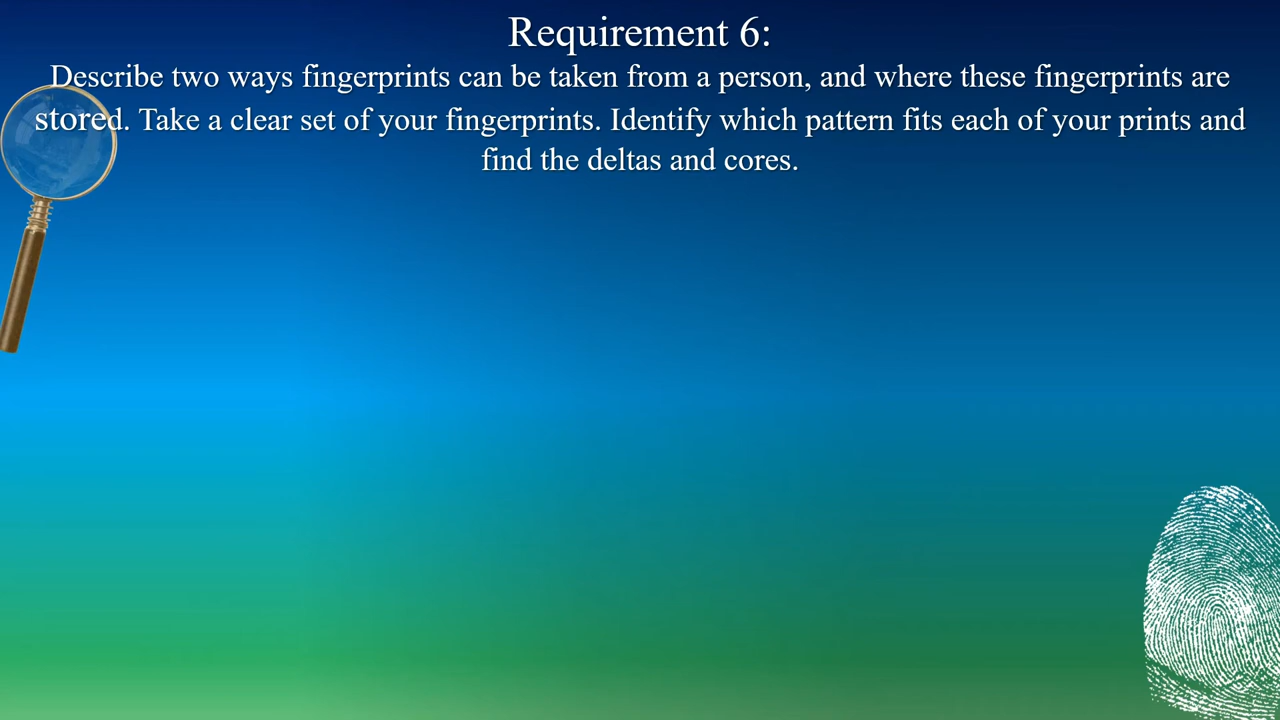 Requirement 6:
Describe two ways fingerprints can be taken from a person, and where these fingerprints are
stored. Take a clear set of your fingerprints. Identify which pattern fits each of your prints and
find the deltas and cores.